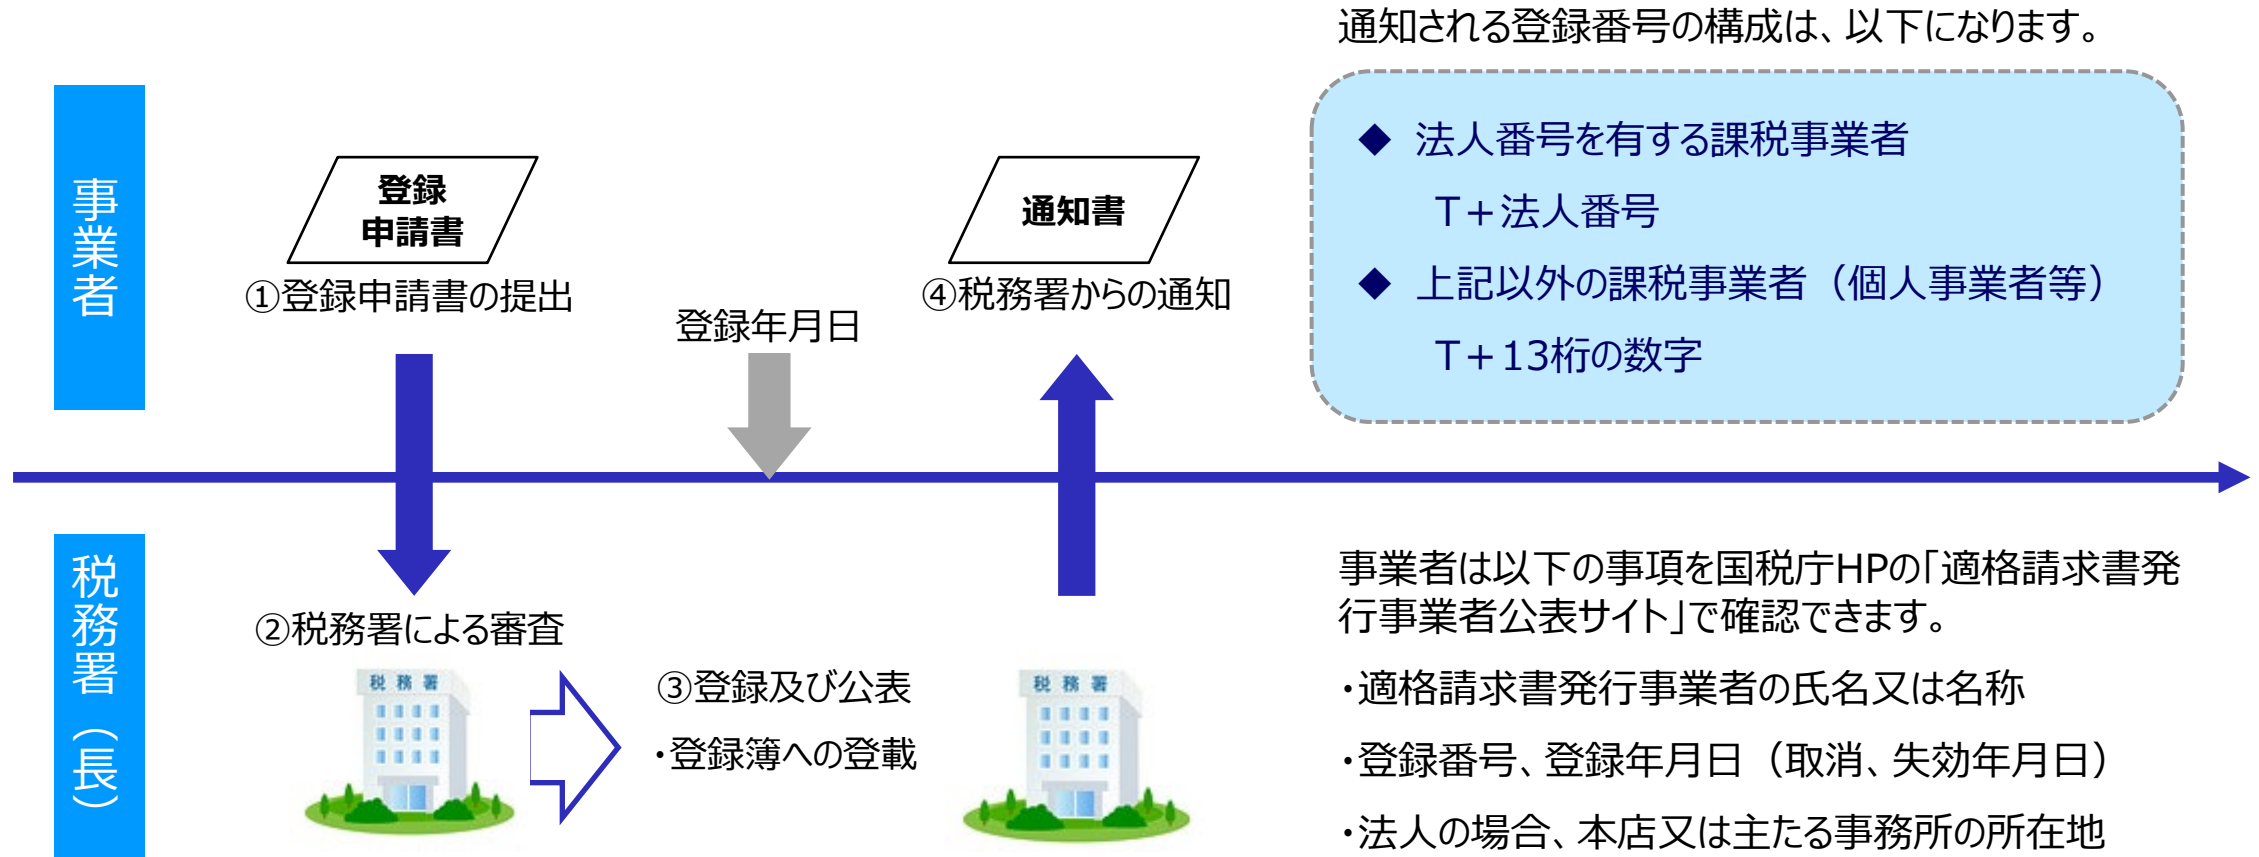 事業者
登録
申請書
①登録申請書の提出
登録年月日
通知書
④税務署からの通知
通知される登録番号の構成は、以下になります。
◆ 法人番号を有する課税事業者
T+法人番号
◆ 上記以外の課税事業者（個人事業者等）
T+13桁の数字
税務署（長）
②税務署による審査
税務署
③登録及び公表
・登録簿への登載
税務署
事業者は以下の事項を国税庁HPの「適格請求書発
行事業者公表サイト」で確認できます。
・適格請求書発行事業者の氏名又は名称
・登録番号、登録年月日（取消、失効年月日）
・法人の場合、本店又は主たる事務所の所在地